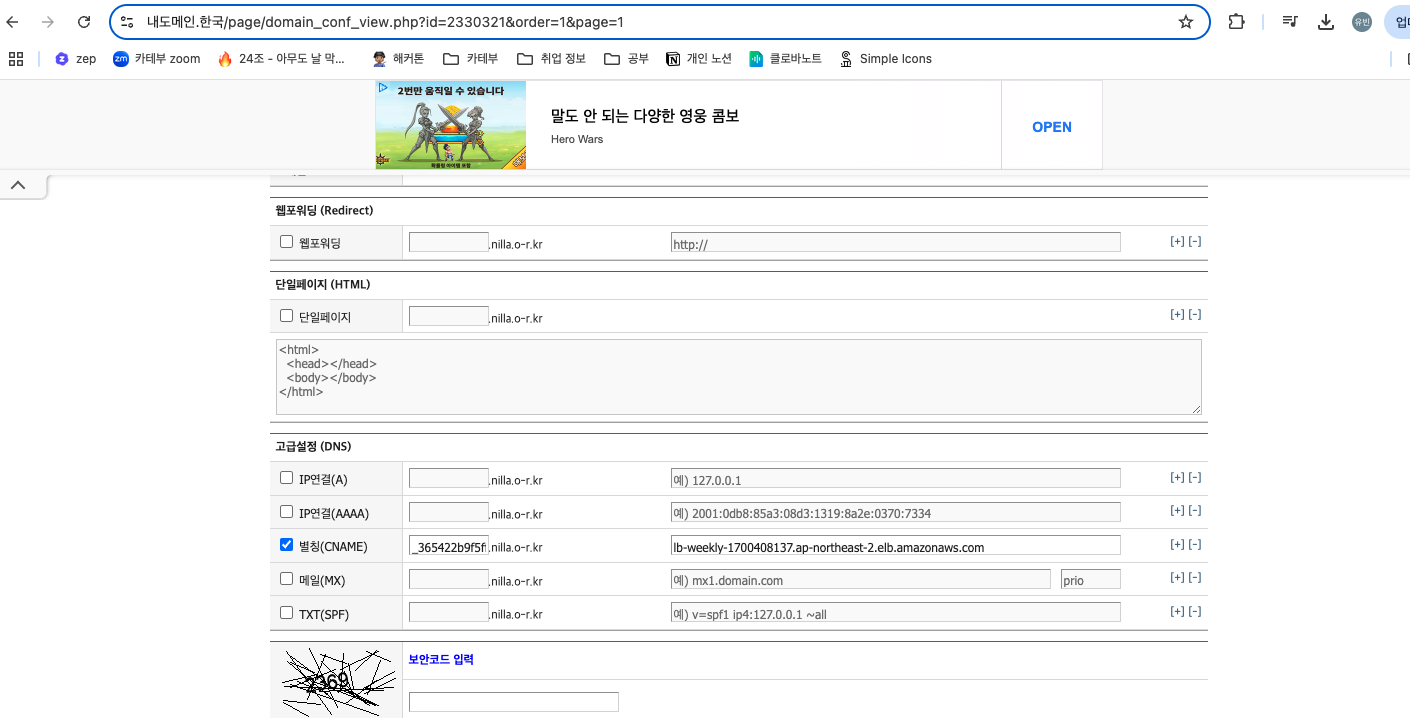 내도메인.한국/page/domain_conf_view.php?id=2330321&order=1&page=1
유빈
zep
zm 카테부 zoom
24조 - 아무도 날 막...
해커톤
카테부
취업 정보
공부
개인 노션
클로바노트
Simple Icons
2번만 움직일 수 있습니다
말도 안 되는 다양한 영웅 콤보
Hero Wars
OPEN
웹포워딩 (Redirect)
웹포워딩 .nilla.o-r.kr http:// [+] [-]
단일페이지 (HTML)
단일페이지 .nilla.o-r.kr [+] [-]
<html>
<head></head>
<body></body>
</html>
고급설정 (DNS)
IP연결(A) .nilla.o-r.kr 예) 127.0.0.1 [+] [-]
IP연결(AAAA) .nilla.o-r.kr 예) 2001:0db8:85a3:08d3:1319:8a2e:0370:7334 [+] [-]
별칭(CNAME) _365422b9f5f .nilla.o-r.kr lb-weekly-1700408137.ap-northeast-2.elb.amazonaws.com [+] [-]
메일(MX) .nilla.o-r.kr 예) mx1.domain.com prio [+] [-]
TXT(SPF) .nilla.o-r.kr 예) v=spf1 ip4:127.0.0.1 ~all [+] [-]
보안코드 입력